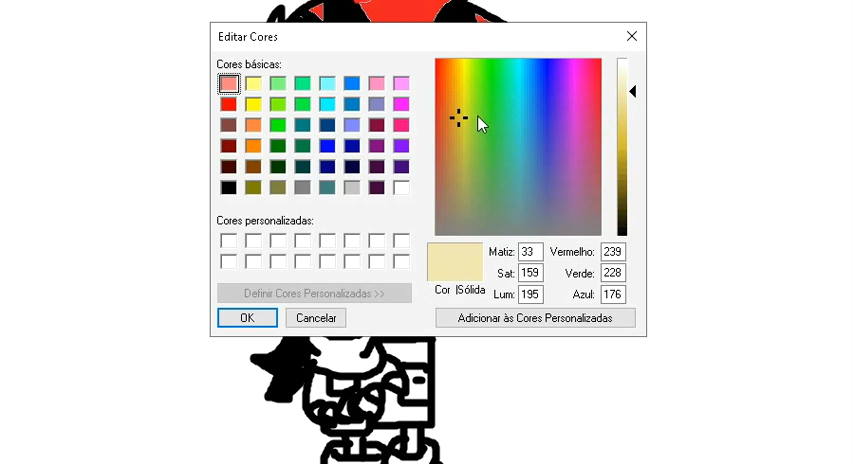 Editar Cores
Cores básicas:
Cores personalizadas:
Definir Cores Personalizadas >>
OK Cancelar
Matiz: 33 Vermelho: 239
Sat: 159 Verde: 228
Cor |Sólida
Lum: 195 Azul: 176
Adicionar às Cores Personalizadas